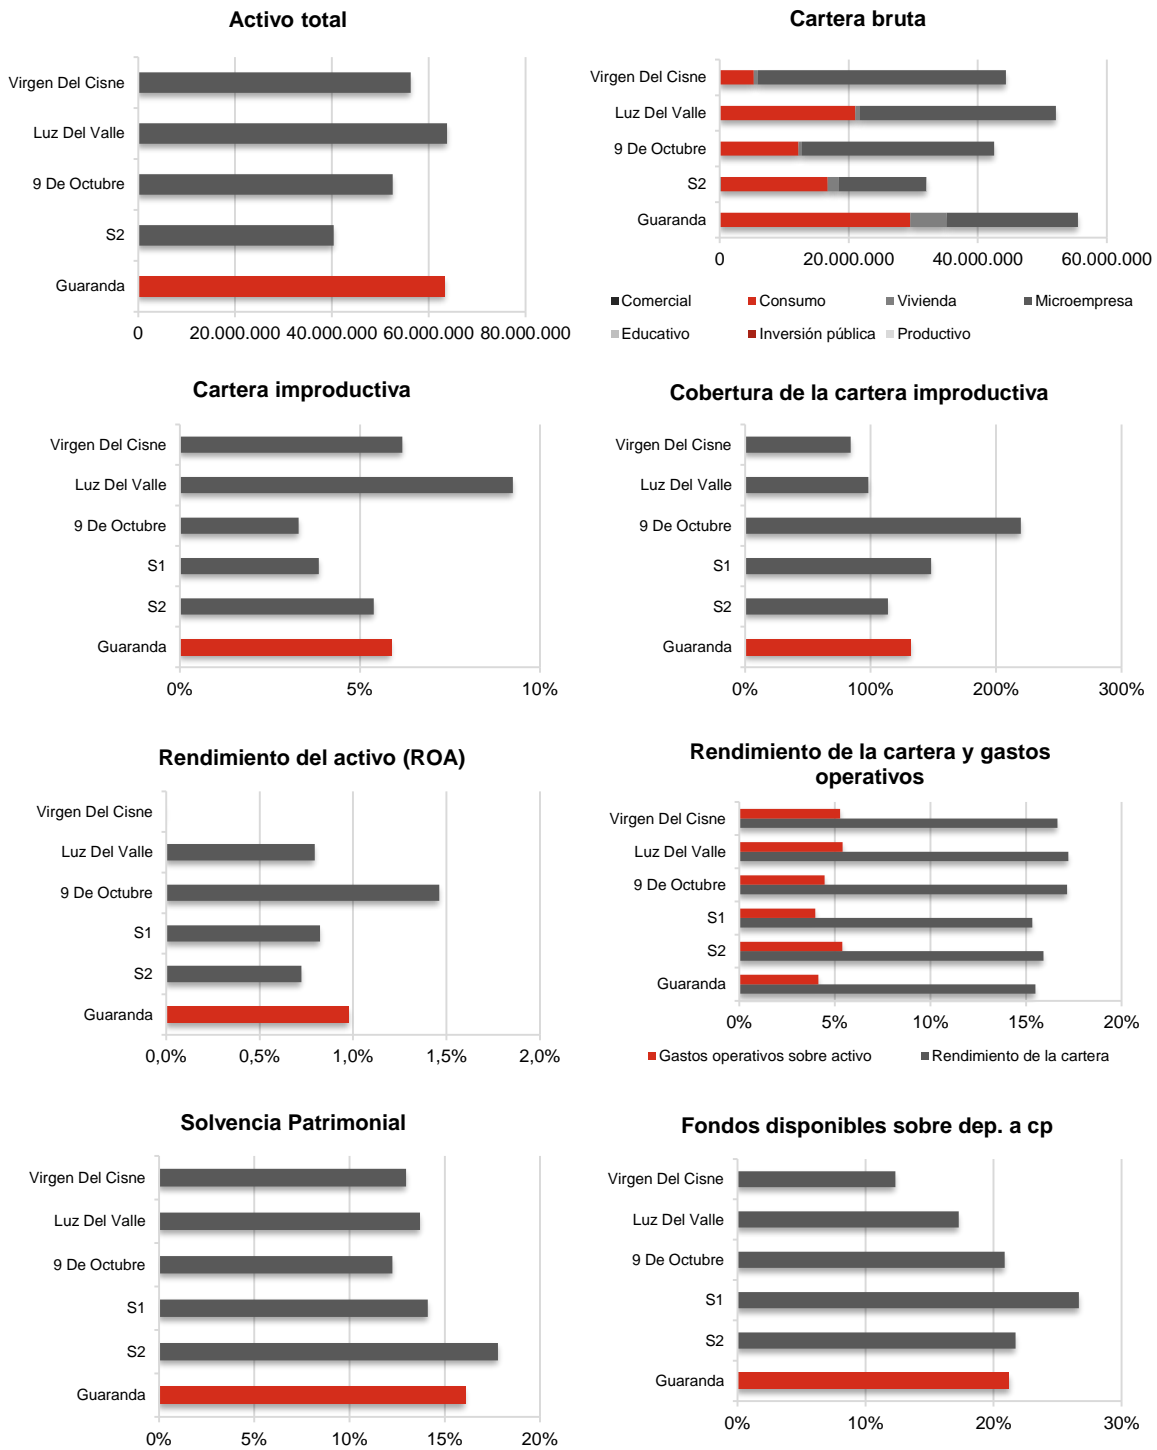 Activo total
Virgen Del Cisne
Luz Del Valle
9 De Octubre
S2
Guaranda
0 20.000.000 40.000.000 60.000.000 80.000.000
Cartera bruta
Virgen Del Cisne
Luz Del Valle
9 De Octubre
S2
Guaranda
0 20.000.000 40.000.000 60.000.000
Comercial Consumo Vivienda Microempresa
Educativo Inversión pública Productivo
Cartera improductiva
Virgen Del Cisne
Luz Del Valle
9 De Octubre
S1
S2
Guaranda
0% 5% 10%
Cobertura de la cartera improductiva
Virgen Del Cisne
Luz Del Valle
9 De Octubre
S1
S2
Guaranda
0% 100% 200% 300%
Rendimiento del activo (ROA)
Virgen Del Cisne
Luz Del Valle
9 De Octubre
S1
S2
Guaranda
0,0% 0,5% 1,0% 1,5% 2,0%
Rendimiento de la cartera y gastos
operativos
Virgen Del Cisne
Luz Del Valle
9 De Octubre
S1
S2
Guaranda
0% 5% 10% 15% 20%
Gastos operativos sobre activo Rendimiento de la cartera
Solvencia Patrimonial
Virgen Del Cisne
Luz Del Valle
9 De Octubre
S1
S2
Guaranda
0% 5% 10% 15% 20%
Fondos disponibles sobre dep. a cp
Virgen Del Cisne
Luz Del Valle
9 De Octubre
S1
S2
Guaranda
0% 10% 20% 30%